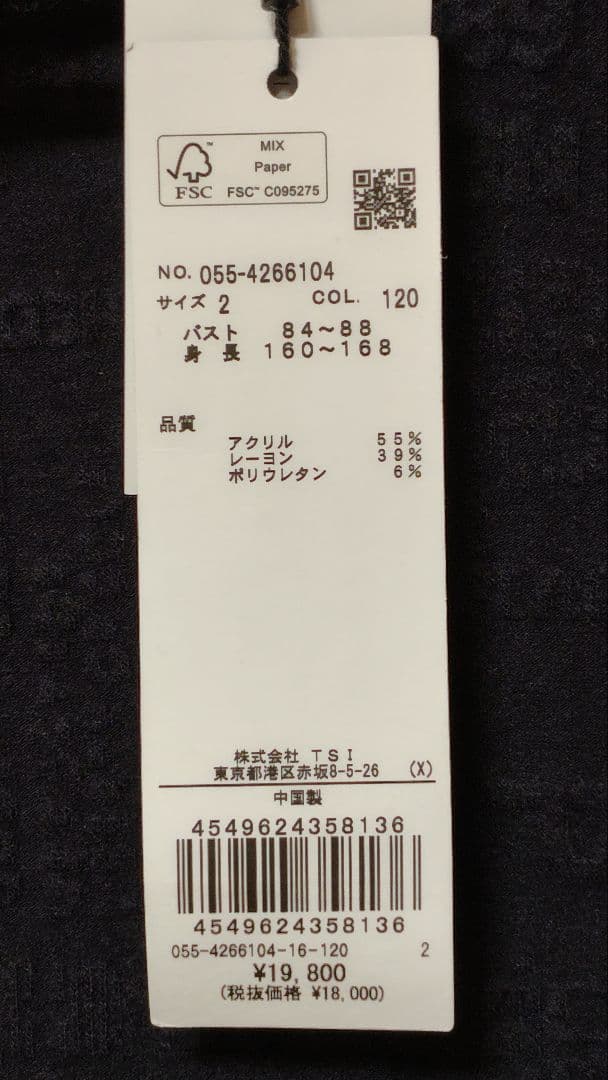 MIX
Paper
FSC™ C095275
FSC
NO. 055-4266104
サイズ 2 COL. 120
バスト 84～88
身長 160～168
品質
アクリル 55%
レーヨン 39%
ポリウレタン 6%
株式会社 TSI
東京都港区赤坂8-5-26 (X)
中国製
4549624358136
4549624358136
055-4266104-16-120 2
¥19,800
(税抜価格 ¥18,000)